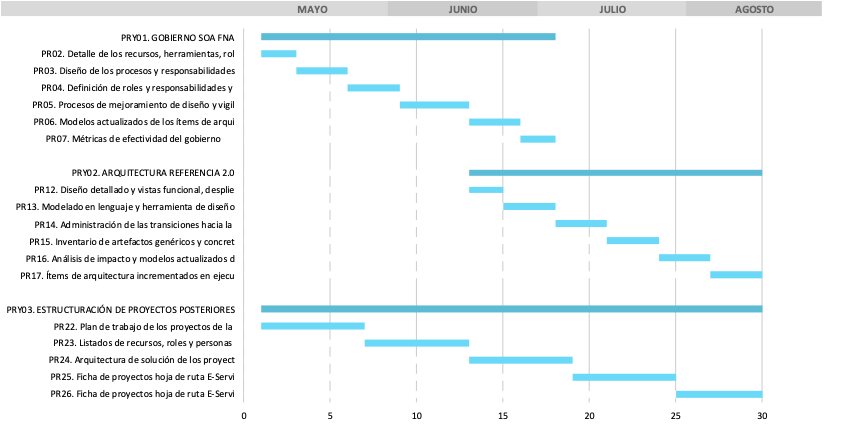 MAYO JUNIO JULIO AGOSTO
PRY01. GOBIERNO SOA FNA
PR02. Detalle de los recursos, herramientas, rol
PR03. Diseño de los procesos y responsabilidades
PR04. Definición de roles y responsabilidades y
PR05. Procesos de mejoramiento de diseño y vigil
PR06. Modelos actualizados de los ítems de arqui
PR07. Métricas de efectividad del gobierno
PRY02. ARQUITECTURA REFERENCIA 2.0
PR12. Diseño detallado y vistas funcional, desplie
PR13. Modelado en lenguaje y herramienta de diseño
PR14. Administración de las transiciones hacia la
PR15. Inventario de artefactos genéricos y concret
PR16. Análisis de impacto y modelos actualizados d
PR17. Ítems de arquitectura incrementados en ejecu
PRY03. ESTRUCTURACIÓN DE PROYECTOS POSTERIORES
PR22. Plan de trabajo de los proyectos de la
PR23. Listados de recursos, roles y personas
PR24. Arquitectura de solución de los proyect
PR25. Ficha de proyectos hoja de ruta E-Servi
PR26. Ficha de proyectos hoja de ruta E-Servi
0 5 10 15 20 25 30